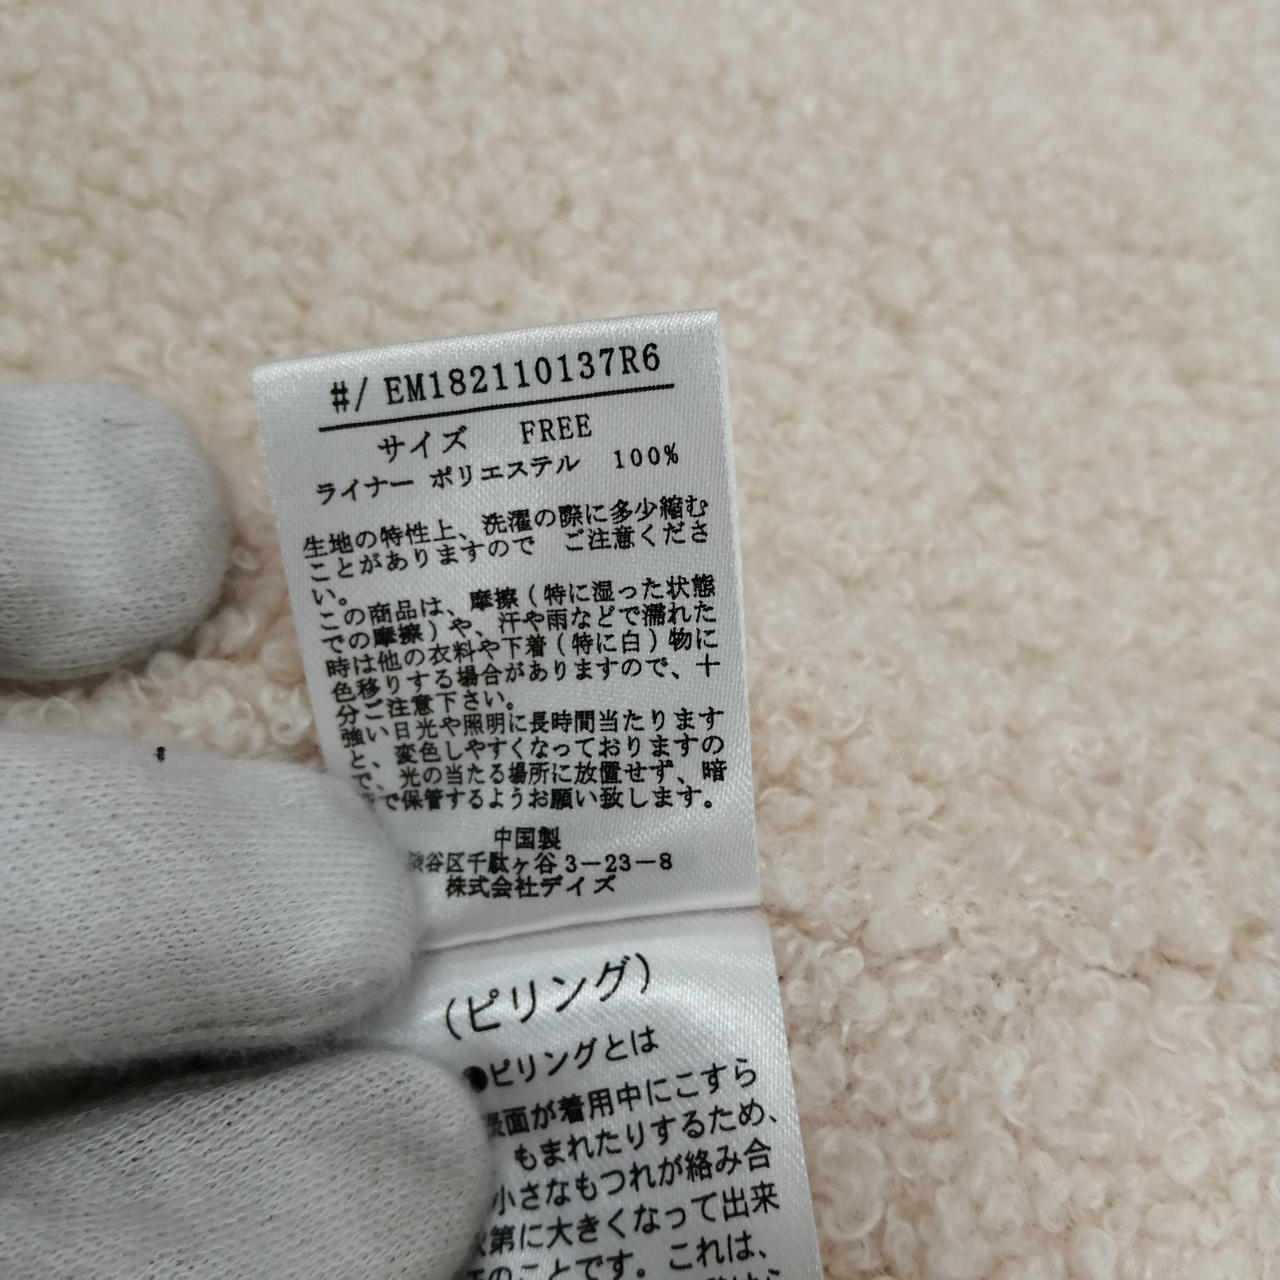 #/ EM182110137R6
サイズ FREE
ライナー ポリエステル 100%
生地の特性上、洗濯の際に多少縮む
ことがありますので ご注意くださ
い。
この商品は、摩擦(特に湿った状態
での摩擦)や、汗や雨などで濡れた
時は他の衣料や下着(特に白)物に
色移りする場合がありますので、十
分ご注意下さい。
強い日光や照明に長時間当たります
と、変色しやすくなっておりますの
で、光の当たる場所に放置せず、暗
で保管するようお願い致します。
中国製
渋谷区千駄ヶ谷3-23-8
株式会社デイズ
(ピリング)
●ピリングとは
表面が着用中にこすら
もまれたりするため、
小さなもつれが絡み合
次第に大きくなって出来
のことです。これは、